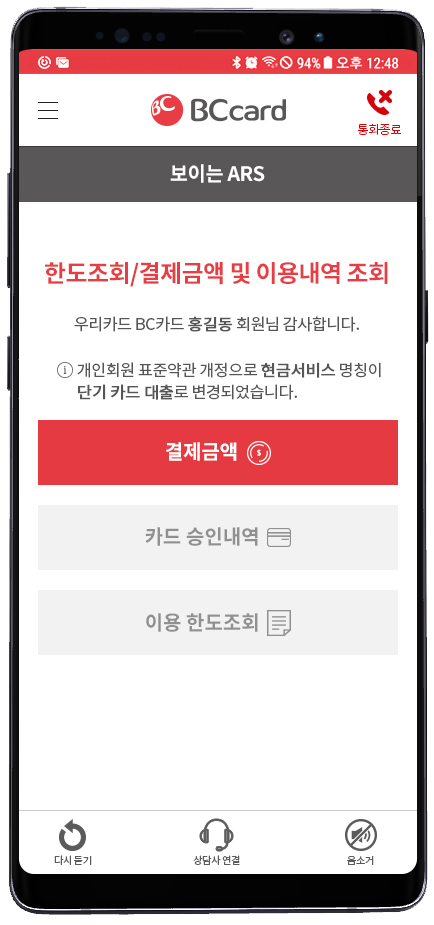 94% 오후 12:48
BC BCcard
통화종료
보이는 ARS
한도조회/결제금액 및 이용내역 조회
우리카드 BC카드 홍길동 회원님 감사합니다.
ⓘ 개인회원 표준약관 개정으로 현금서비스 명칭이
단기 카드 대출로 변경되었습니다.
결제금액 $
카드 승인내역
이용 한도조회
다시 듣기 상담사 연결 음소거